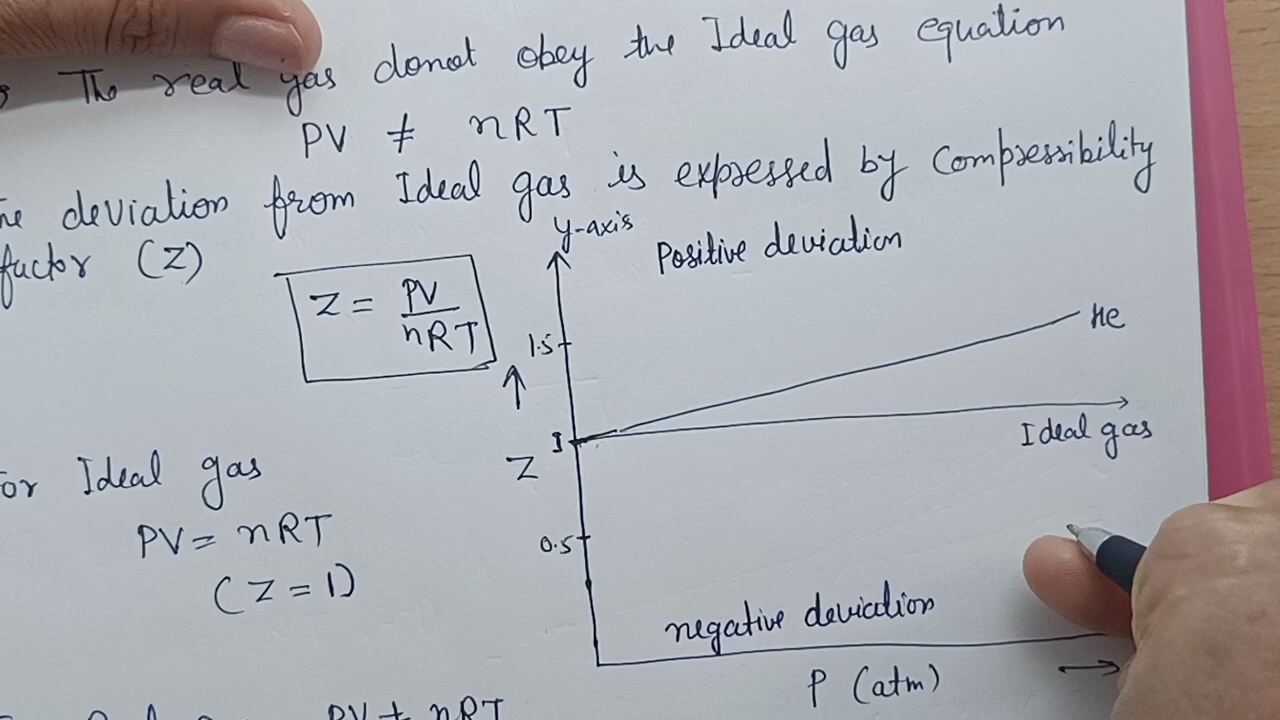 The real gas donot obey the Ideal gas equation
PV ≠ nRT
deviation from Ideal gas is expressed by Compressibility
factor (Z)
Z = PV/nRT
y-axis
Positive deviation
1.5
He
1
Ideal gas
Z
0.5
negative deviation
P (atm)
or Ideal gas
PV = nRT
(Z = 1)
PV ≠ nRT